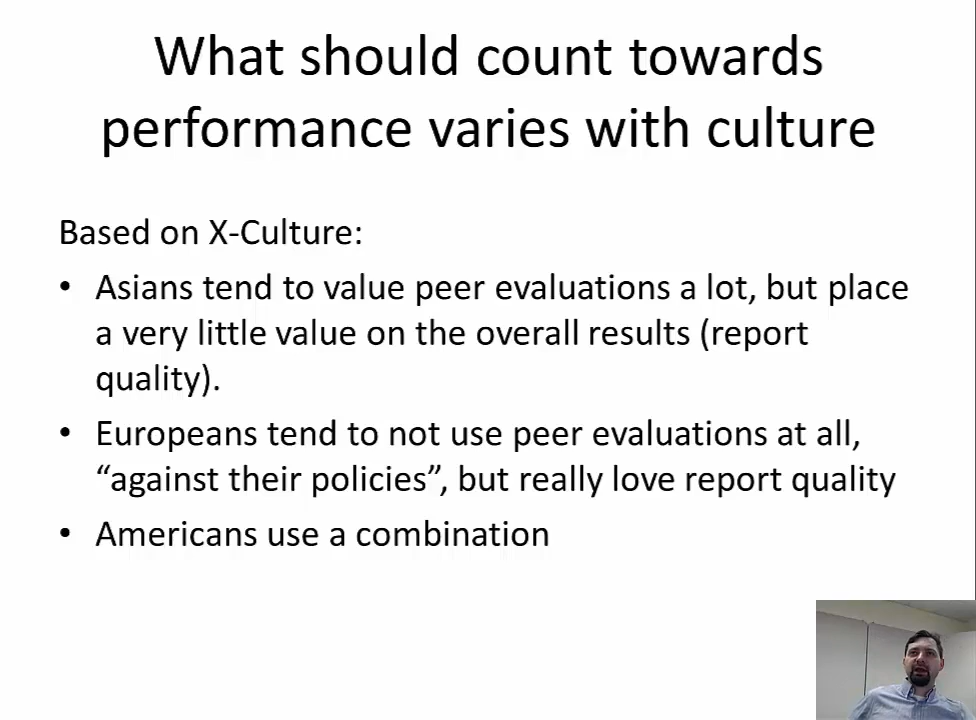 What should count towards
performance varies with culture
Based on X-Culture:
• Asians tend to value peer evaluations a lot, but place
a very little value on the overall results (report
quality).
• Europeans tend to not use peer evaluations at all,
“against their policies”, but really love report quality
• Americans use a combination